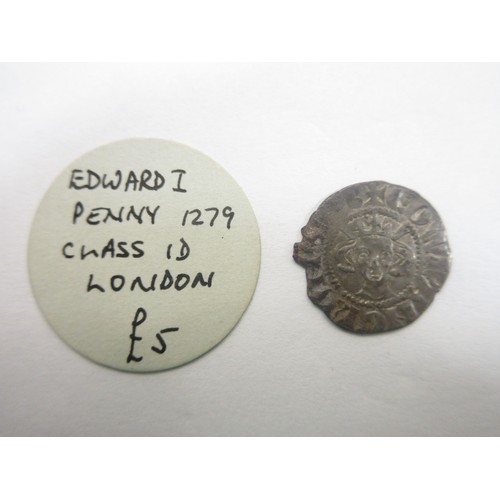 EDWARD I
PENNY 1279
CLASS 1D
LONDON
£5